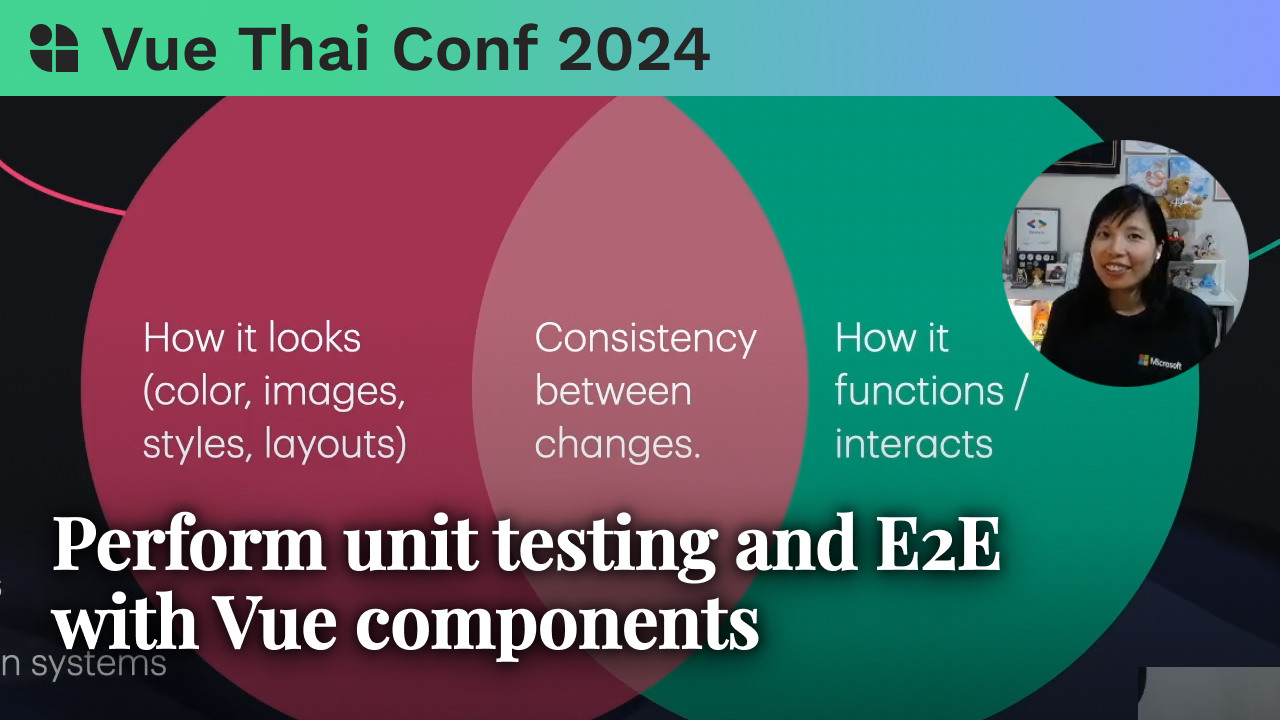 Vue Thai Conf 2024
How it looks
(color, images,
styles, layouts)
Consistency
between
changes.
How it
functions /
interacts
Microsoft
Perform unit testing and E2E
with Vue components
n systems